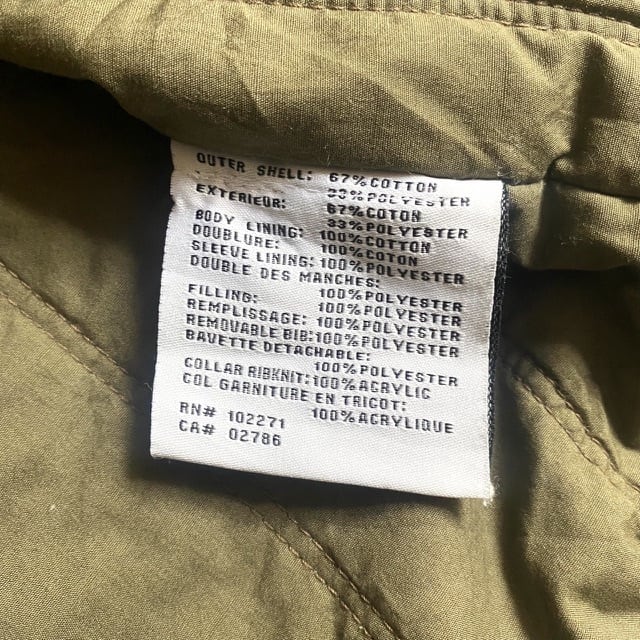 OUTER SHELL: 67%COTTON
33%POLYESTER
EXTERIEUR: 67%COTON
33%POLYESTER
BODY LINING: 100%COTTON
DOUBLURE: 100%COTON
SLEEVE LINING: 100%POLYESTER
DOUBLE DES MANCHES:
100%POLYESTER
FILLING: 100%POLYESTER
REMPLISSAGE: 100%POLYESTER
REMOVABLE BIB: 100%POLYESTER
BAVETTE DETACHABLE:
100%POLYESTER
COLLAR RIBKNIT: 100%ACRYLIC
COL GARNITURE EN TRICOT:
100%ACRYLIQUE
RN# 102271
CA# 02786